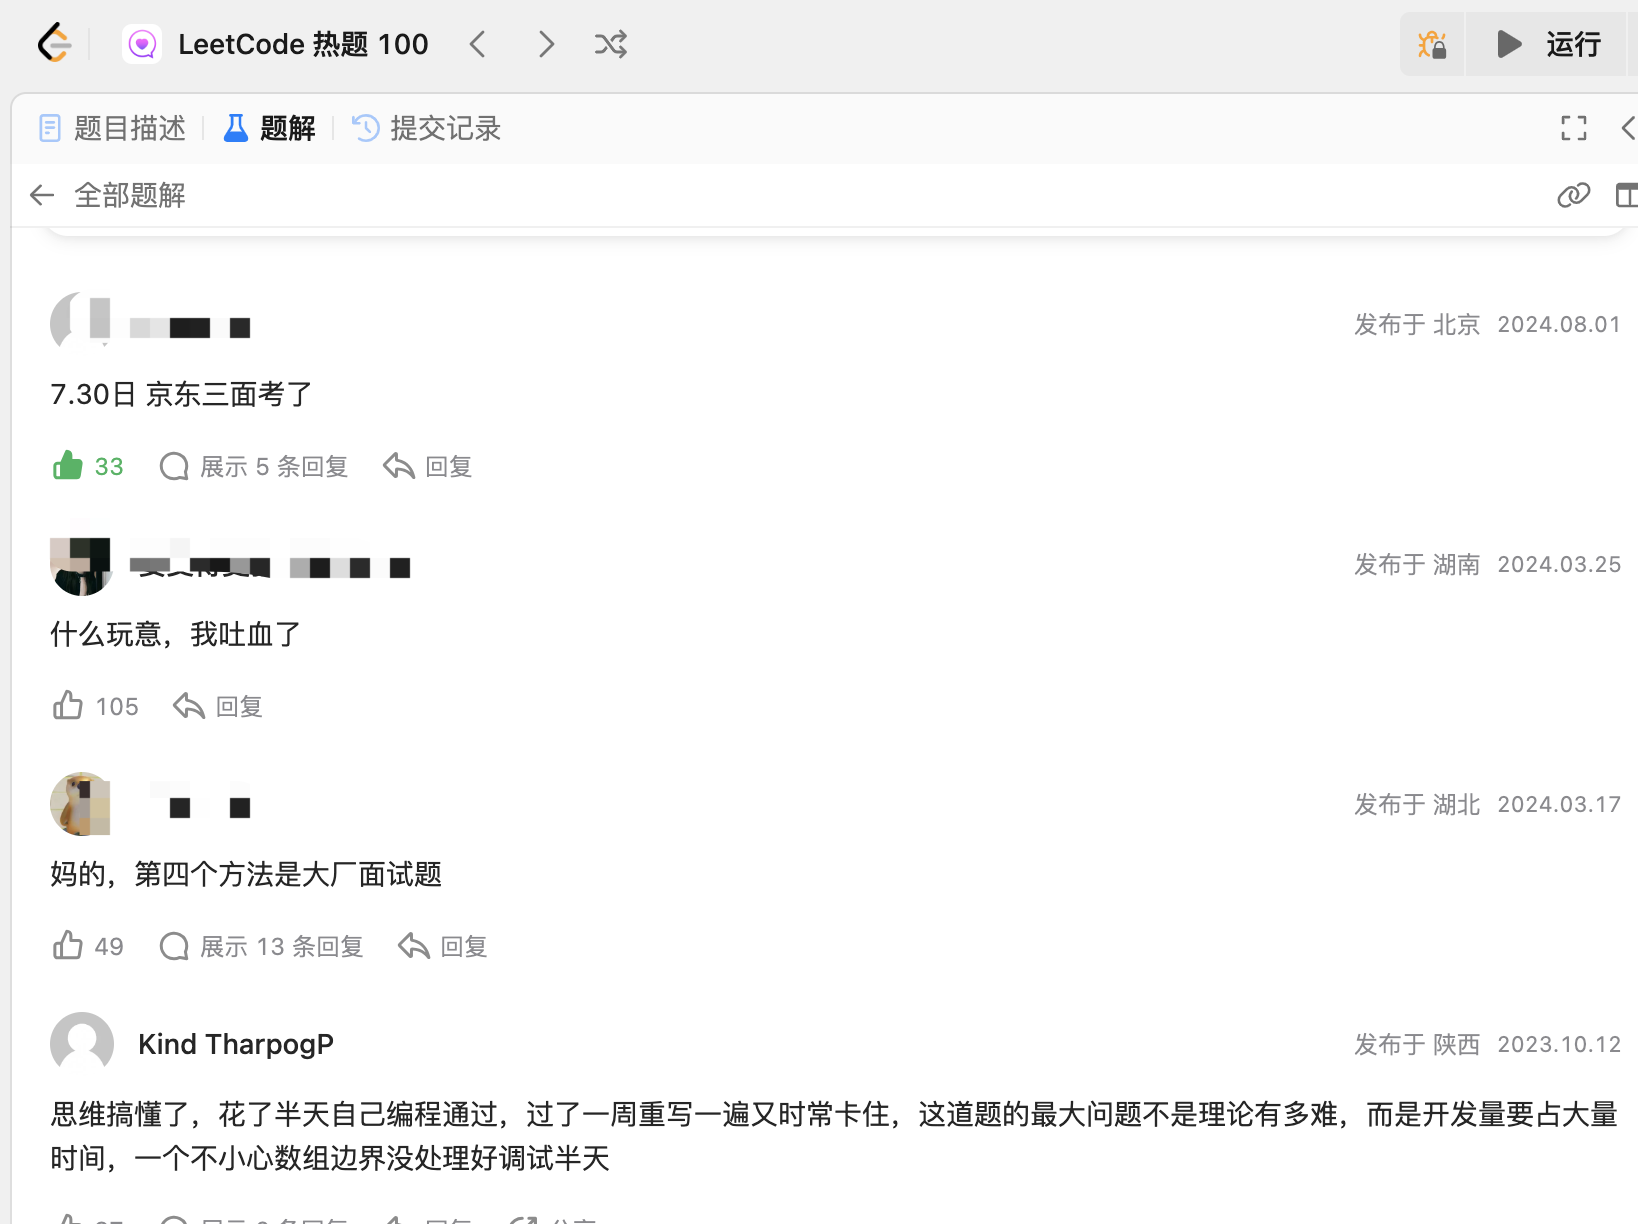 LeetCode 热题 100
运行
题目描述
题解
提交记录
全部题解
发布于 北京 2024.08.01
7.30日 京东三面考了
33 展示 5 条回复 回复
发布于 湖南 2024.03.25
什么玩意，我吐血了
105 回复
发布于 湖北 2024.03.17
妈的，第四个方法是大厂面试题
49 展示 13 条回复 回复
Kind TharpogP 发布于 陕西 2023.10.12
思维搞懂了，花了半天自己编程通过，过了一周重写一遍又时常卡住，这道题的最大问题不是理论有多难，而是开发量要占大量
时间，一个不小心数组边界没处理好调试半天